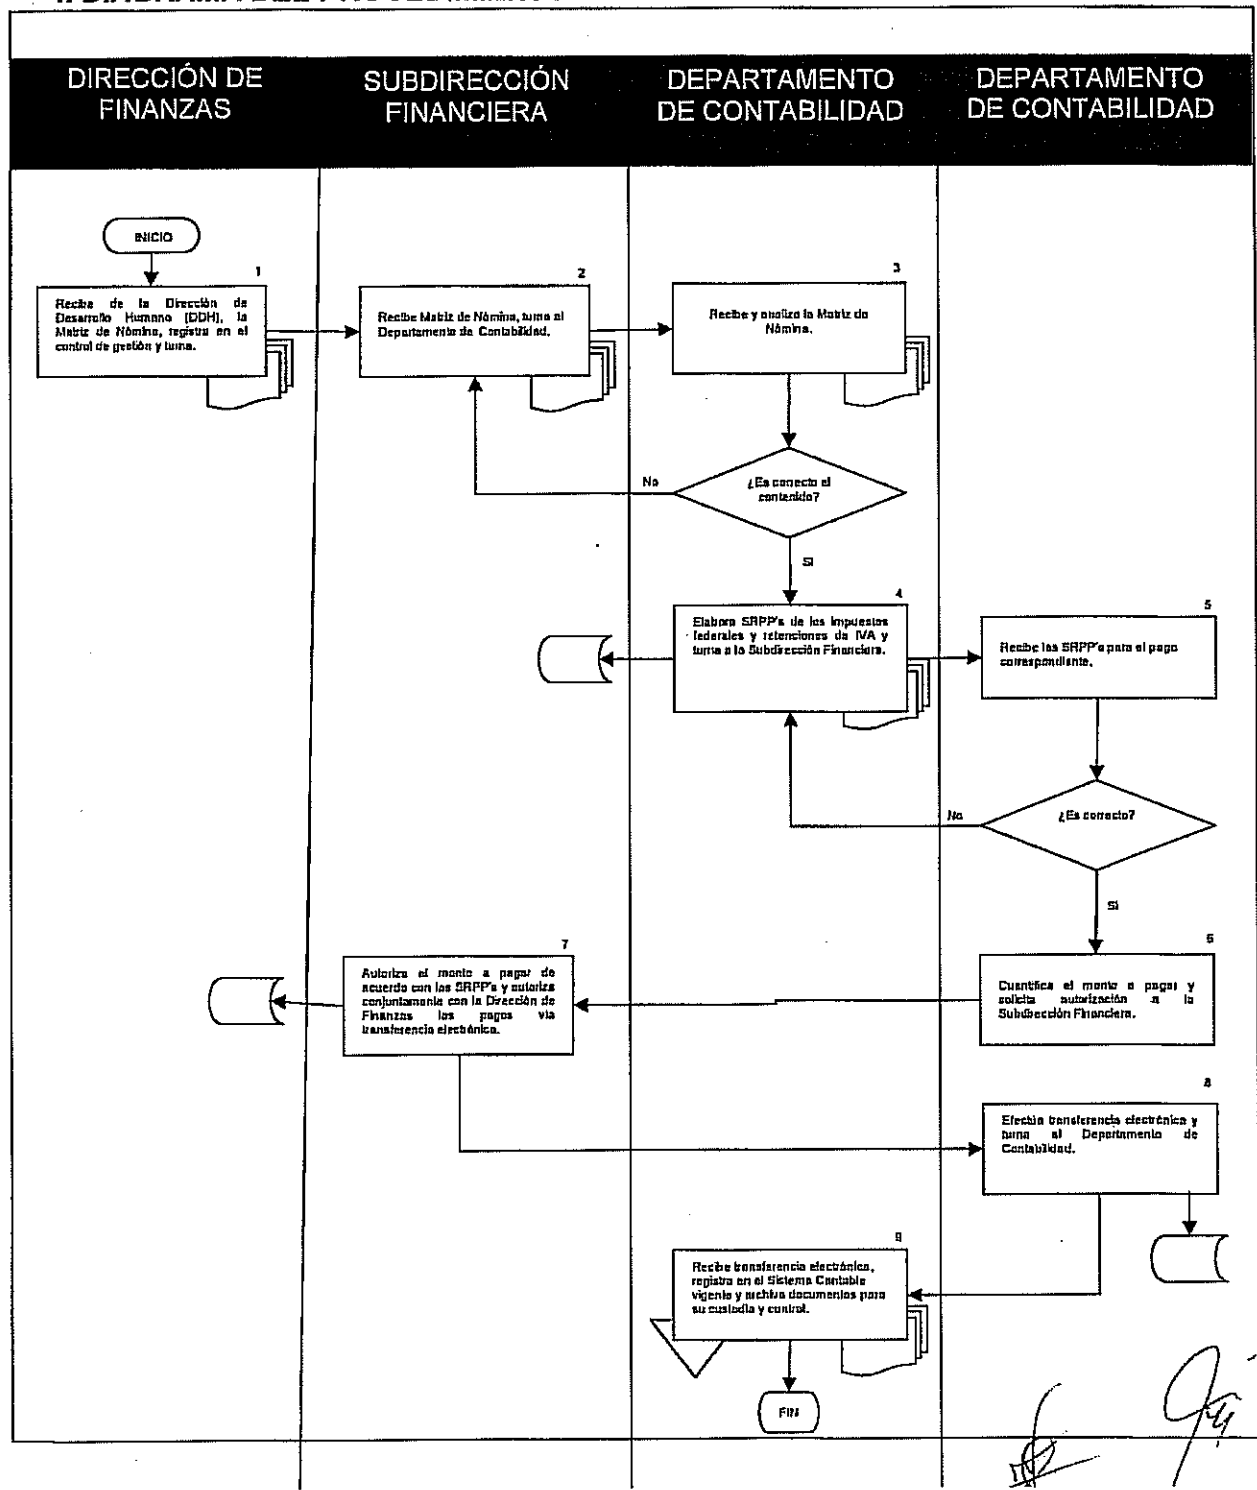 DIRECCIÓN DE
FINANZAS
SUBDIRECCIÓN
FINANCIERA
DEPARTAMENTO
DE CONTABILIDAD
DEPARTAMENTO
DE CONTABILIDAD
INICIO
1
Recibe de la Dirección de
Desarrollo Humano (DDH), la
Matriz de Nómina, registra en el
control de gestión y turna.
2
Recibe Matriz de Nómina, turna al
Departamento de Contabilidad.
3
Recibe y analiza la Matriz de
Nómina.
No
¿Es correcto el
contenido?
Si
4
Elabora SRPP's de los Impuestos
federales y retenciones de IVA y
turna a la Subdirección Financiera.
5
Recibe las SRPP's para el pago
correspondiente.
No
¿Es correcto?
Si
6
Cuantifica el monto a pagar y
solicita autorización a la
Subdirección Financiera.
7
Autoriza el monto a pagar de
acuerdo con las SRPP's y autoriza
conjuntamente con la Dirección de
Finanzas los pagos vía
transferencia electrónica.
8
Efectúa transferencia electrónica y
turna al Departamento de
Contabilidad.
9
Recibe transferencia electrónica,
registra en el Sistema Contable
vigente y archiva documentos para
su custodia y control.
FIN